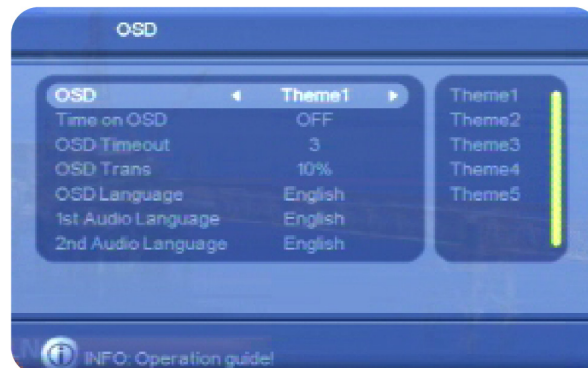 OSD
OSD Theme1
Time on OSD OFF
OSD Timeout 3
OSD Trans 10%
OSD Language English
1st Audio Language English
2nd Audio Language English
Theme1
Theme2
Theme3
Theme4
Theme5
INFO: Operation guide!